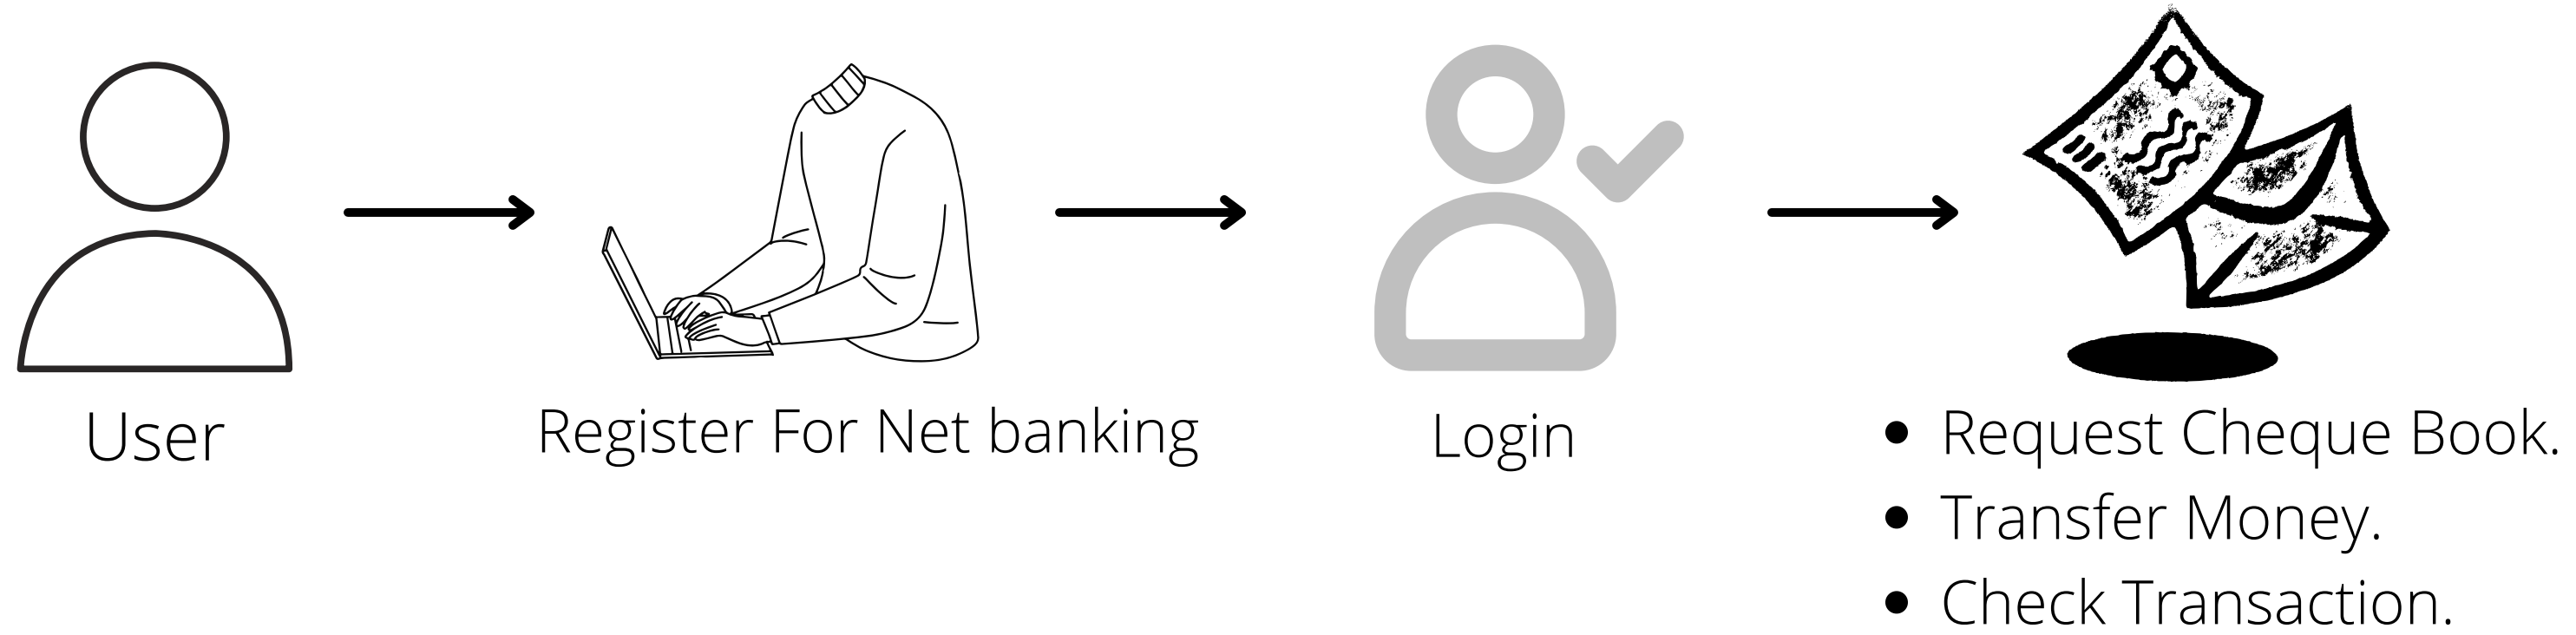 User
Register For Net banking
Login
• Request Cheque Book.
• Transfer Money.
• Check Transaction.